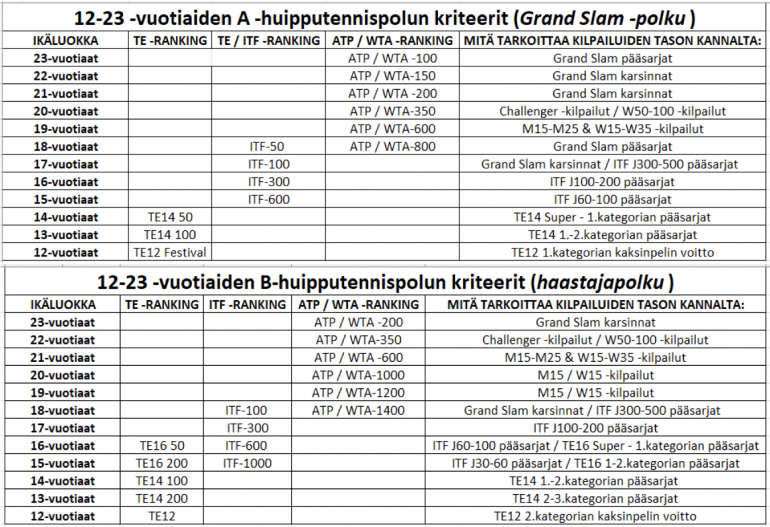 12-23 -vuotiaiden A -huipputennispolun kriteerit (Grand Slam -polku )
IKÄLUOKKA TE -RANKING TE / ITF -RANKING ATP / WTA -RANKING MITÄ TARKOITTAA KILPAILUIDEN TASON KANNALTA:
23-vuotiaat ATP / WTA -100 Grand Slam pääsarjat
22-vuotiaat ATP / WTA-150 Grand Slam karsinnat
21-vuotiaat ATP / WTA -200 Grand Slam karsinnat
20-vuotiaat ATP / WTA-350 Challenger -kilpailut / W50-100 -kilpailut
19-vuotiaat ATP / WTA-600 M15-M25 & W15-W35 -kilpailut
18-vuotiaat ITF-50 ATP / WTA-800 Grand Slam pääsarjat
17-vuotiaat ITF-100 Grand Slam karsinnat / ITF J300-500 pääsarjat
16-vuotiaat ITF-300 ITF J100-200 pääsarjat
15-vuotiaat ITF-600 ITF J60-100 pääsarjat
14-vuotiaat TE14 50 TE14 Super - 1.kategorian pääsarjat
13-vuotiaat TE14 100 TE14 1.-2.kategorian pääsarjat
12-vuotiaat TE12 Festival TE12 1.kategorian kaksinpelin voitto
12-23 -vuotiaiden B-huipputennispolun kriteerit (haastajapolku )
IKÄLUOKKA TE -RANKING ITF -RANKING ATP / WTA -RANKING MITÄ TARKOITTAA KILPAILUIDEN TASON KANNALTA:
23-vuotiaat ATP / WTA -200 Grand Slam karsinnat
22-vuotiaat ATP / WTA-350 Challenger -kilpailut / W50-100 -kilpailut
21-vuotiaat ATP / WTA -600 M15-M25 & W15-W35 -kilpailut
20-vuotiaat ATP / WTA-1000 M15 / W15 -kilpailut
19-vuotiaat ATP / WTA-1200 M15 / W15 -kilpailut
18-vuotiaat ITF-100 ATP / WTA-1400 Grand Slam karsinnat / ITF J300-500 pääsarjat
17-vuotiaat ITF-300 ITF J100-200 pääsarjat
16-vuotiaat TE16 50 ITF-600 ITF J60-100 pääsarjat / TE16 Super - 1.kategorian pääsarjat
15-vuotiaat TE16 200 ITF-1000 ITF J30-60 pääsarjat / TE16 1-2.kategorian pääsarjat
14-vuotiaat TE14 100 TE14 1.-2.kategorian pääsarjat
13-vuotiaat TE14 200 TE14 2-3.kategorian pääsarjat
12-vuotiaat TE12 TE12 2.kategorian kaksinpelin voitto